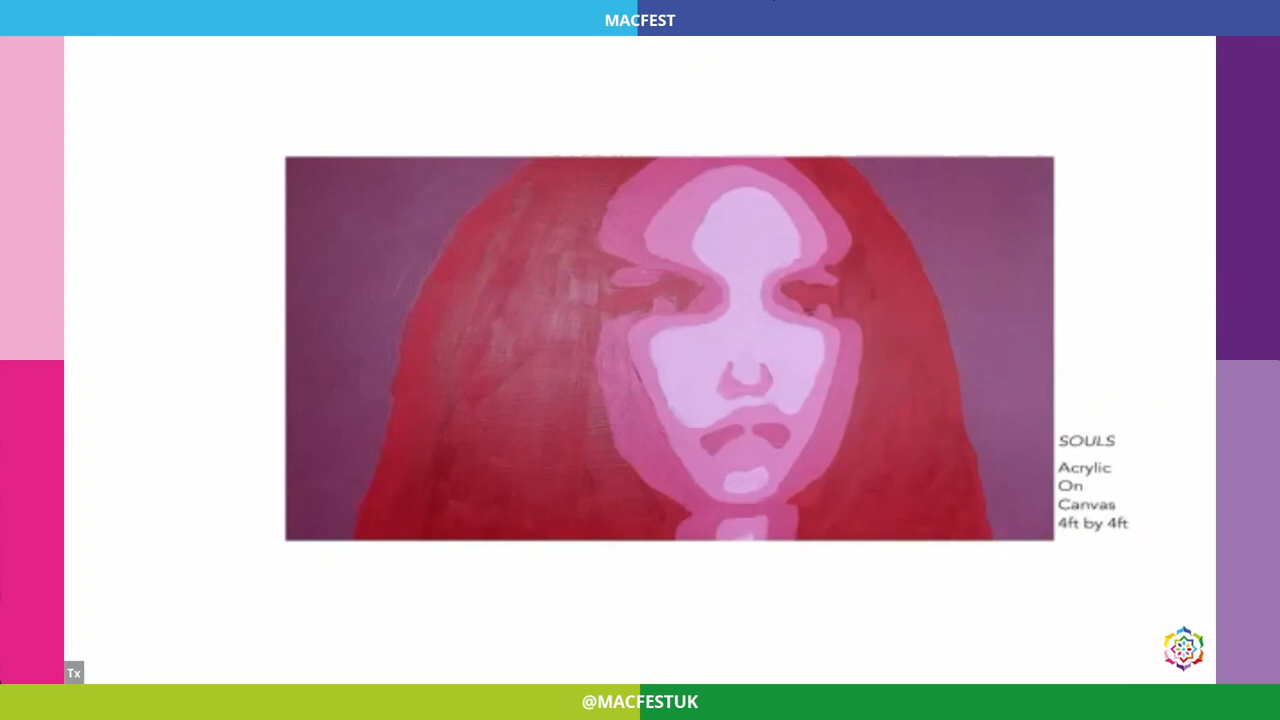 MACFEST
SOULS
Acrylic
On
Canvas
4ft by 4ft
Tx
@MACFESTUK